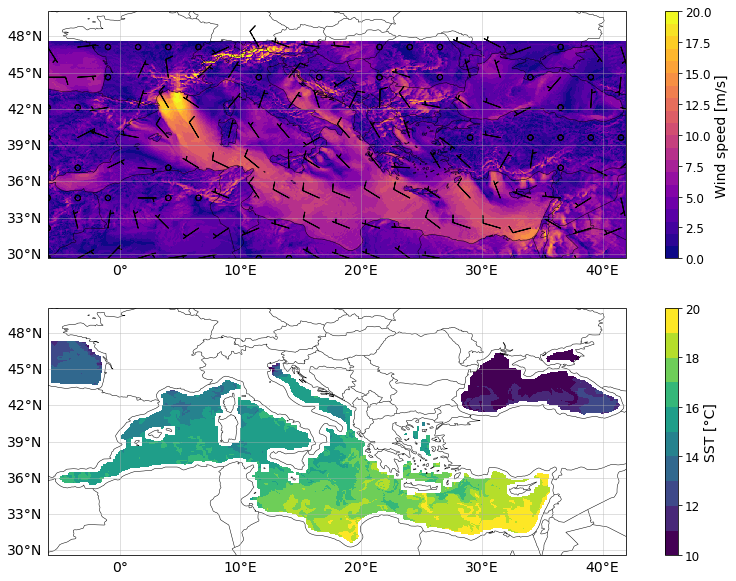 48°N
45°N
42°N
39°N
36°N
33°N
30°N
0°
10°E
20°E
30°E
40°E
20.0
17.5
15.0
12.5
10.0
7.5
5.0
2.5
0.0
Wind speed [m/s]
48°N
45°N
42°N
39°N
36°N
33°N
30°N
0°
10°E
20°E
30°E
40°E
20
18
16
14
12
10
SST [°C]